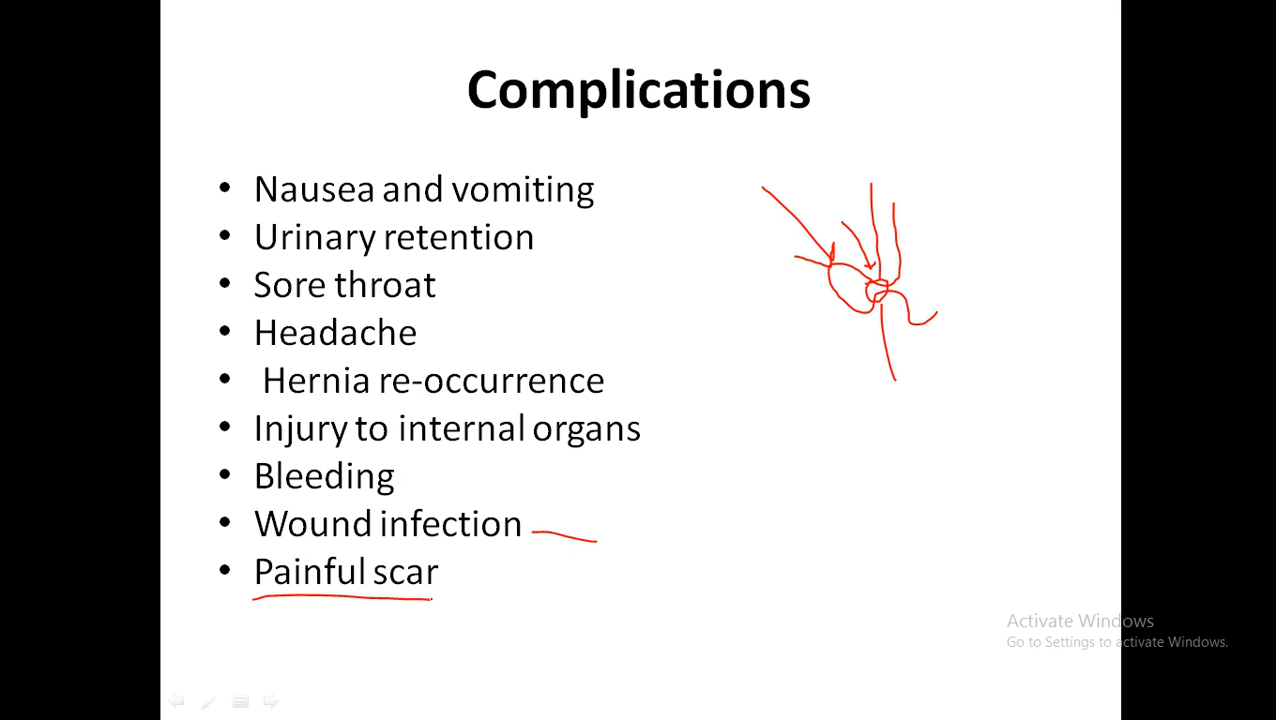 Complications
• Nausea and vomiting
• Urinary retention
• Sore throat
• Headache
• Hernia re-occurrence
• Injury to internal organs
• Bleeding
• Wound infection
• Painful scar
Activate Windows
Go to Settings to activate Windows.